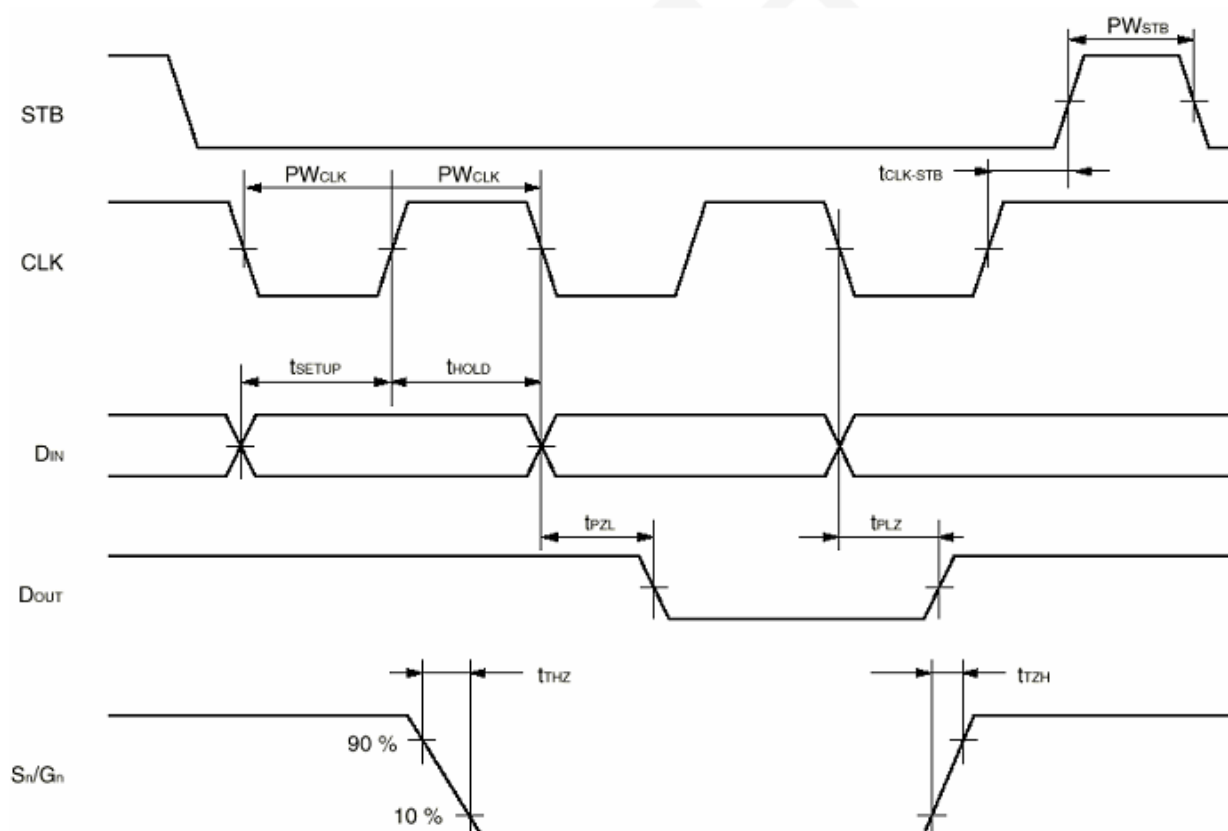 PWSTB
STB
tCLK-STB
PWCLK PWCLK
CLK
tSETUP tHOLD
DIN
tPZL tPLZ
DOUT
tTHZ tTZH
90 %
Sn/Gn
10 %